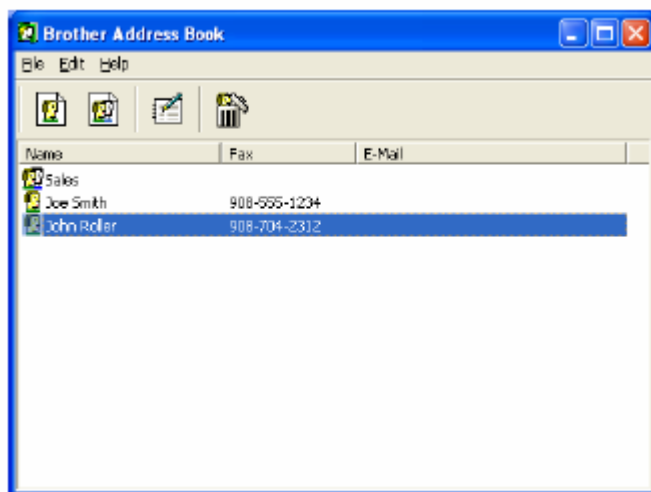 Brother Address Book
File Edit Help
Name Fax E-Mail
Sales
Joe Smith 908-555-1234
John Roller 908-704-2312